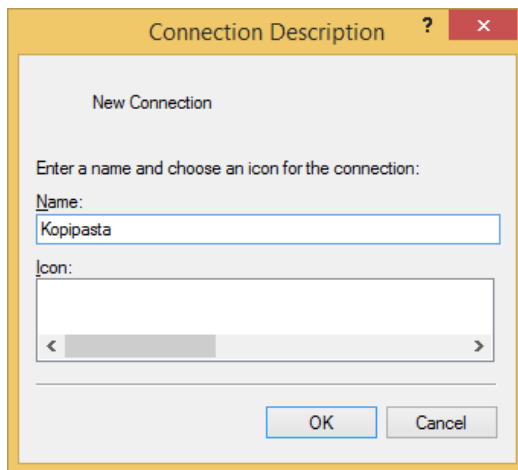 Connection Description
?
New Connection
Enter a name and choose an icon for the connection:
Name:
Kopipasta
Icon:
OK Cancel